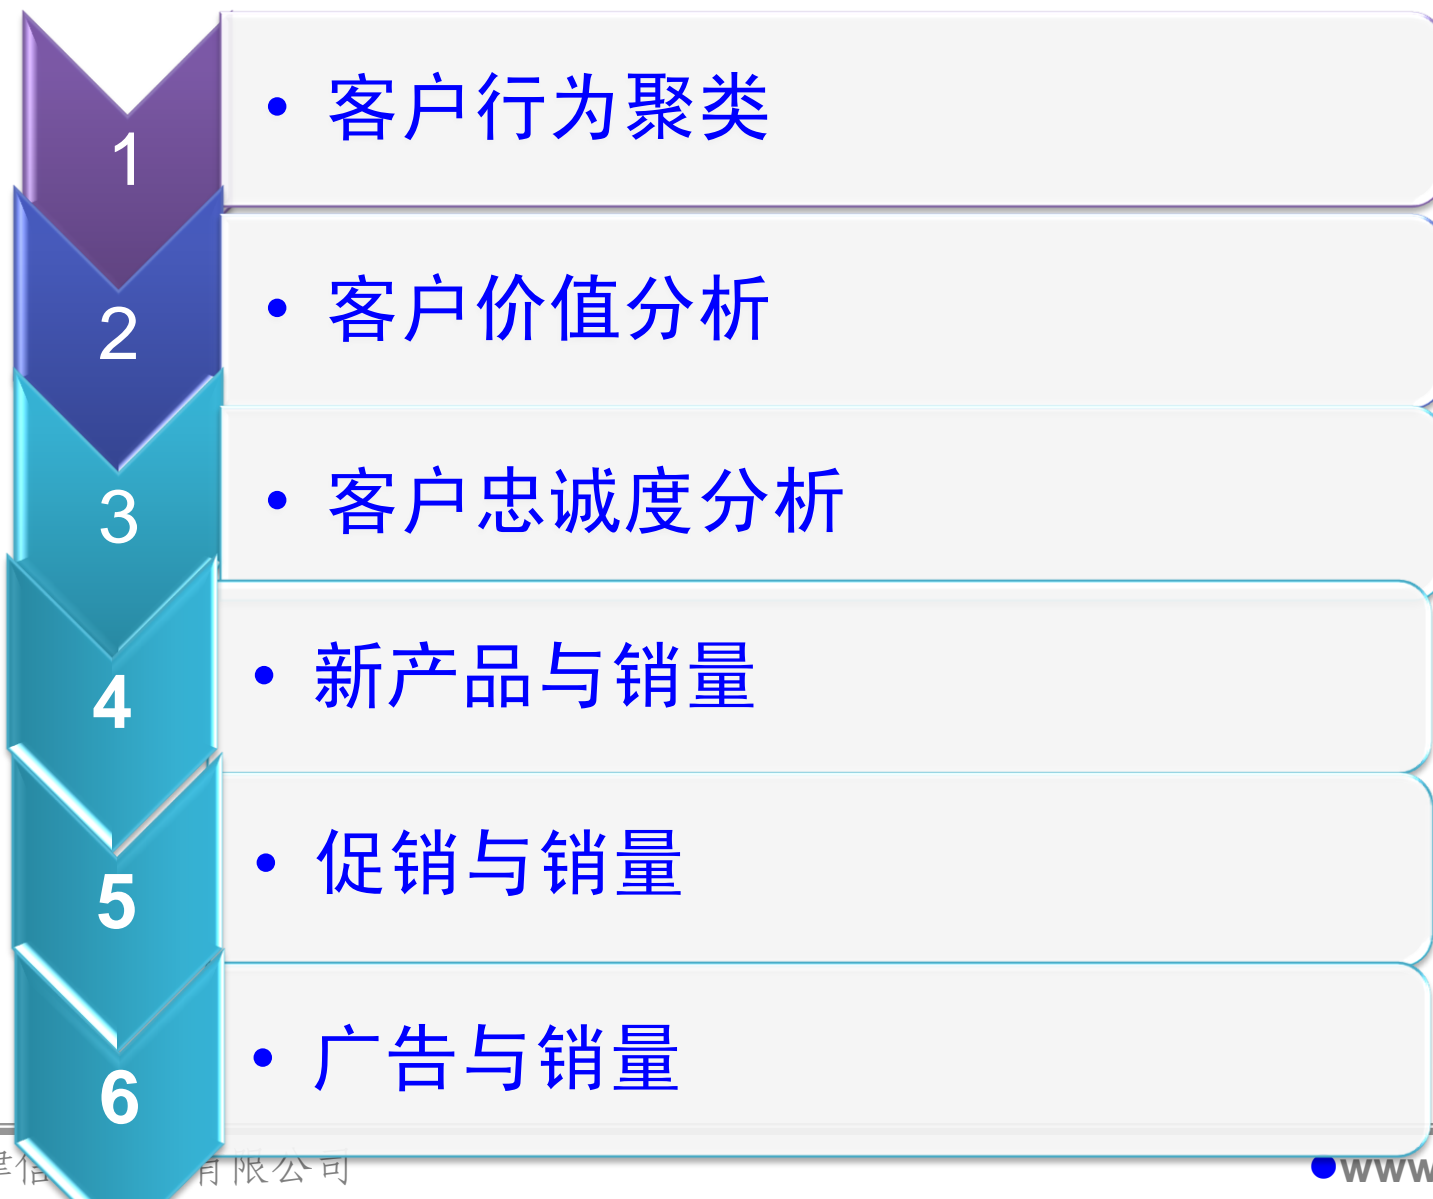 1
• 客户行为聚类
2
• 客户价值分析
3
• 客户忠诚度分析
4
• 新产品与销量
5
• 促销与销量
6
• 广告与销量
信 有限公司
●www